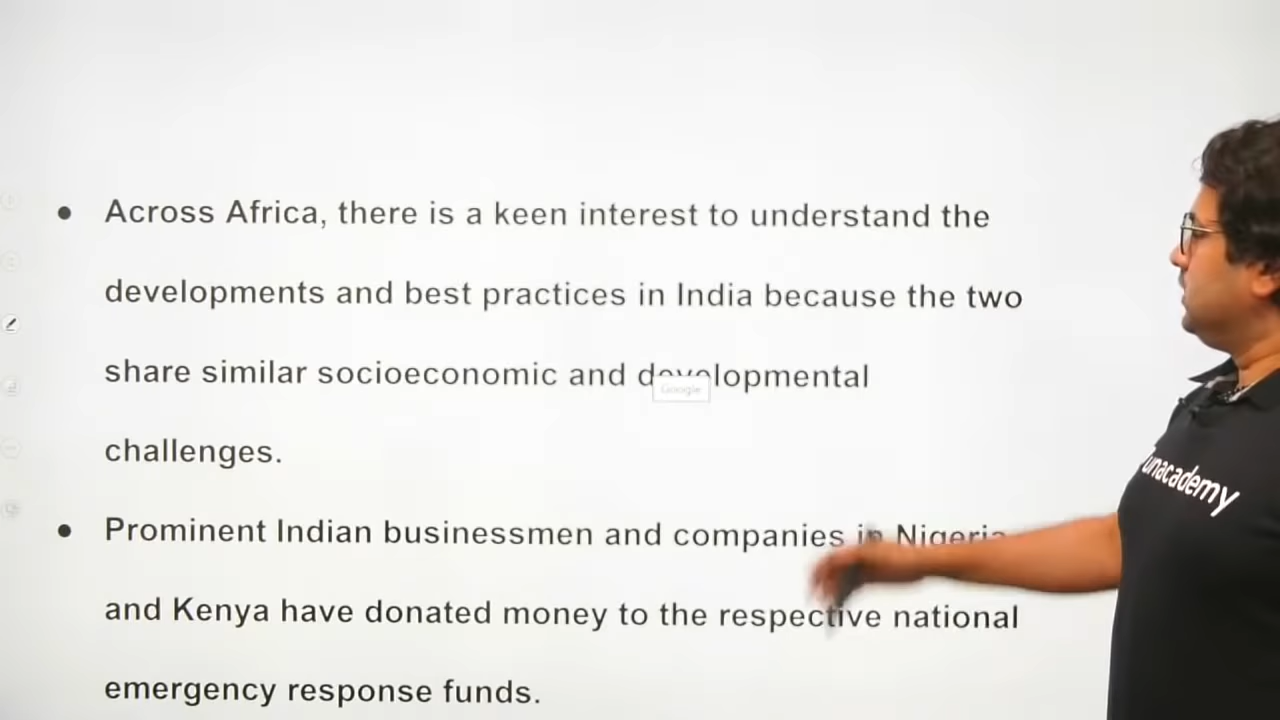 ● Across Africa, there is a keen interest to understand the
developments and best practices in India because the two
share similar socioeconomic and developmental
Google
challenges.
● Prominent Indian businessmen and companies in Nigeria
and Kenya have donated money to the respective national
emergency response funds.
unacademy